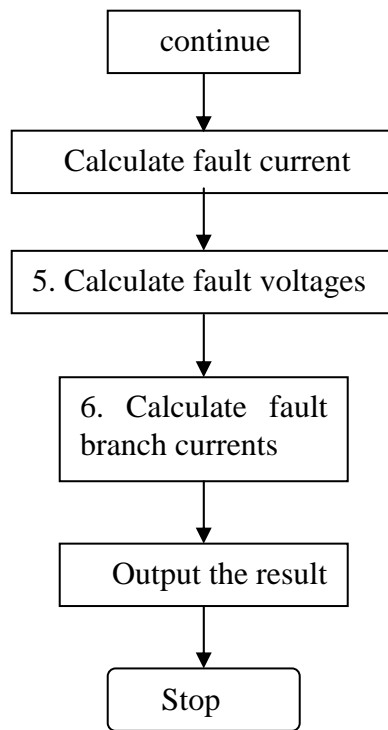 continue
Calculate fault current
5. Calculate fault voltages
6. Calculate fault
branch currents
Output the result
Stop